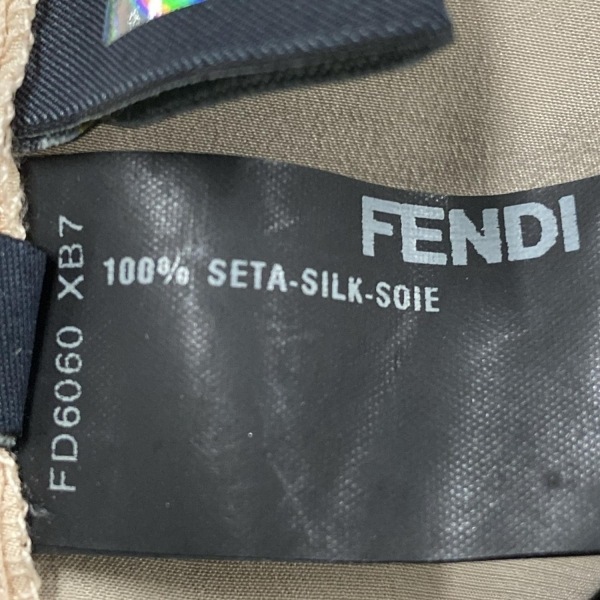 FENDI
100% SETA-SILK-SOIE
FD6060 XB7